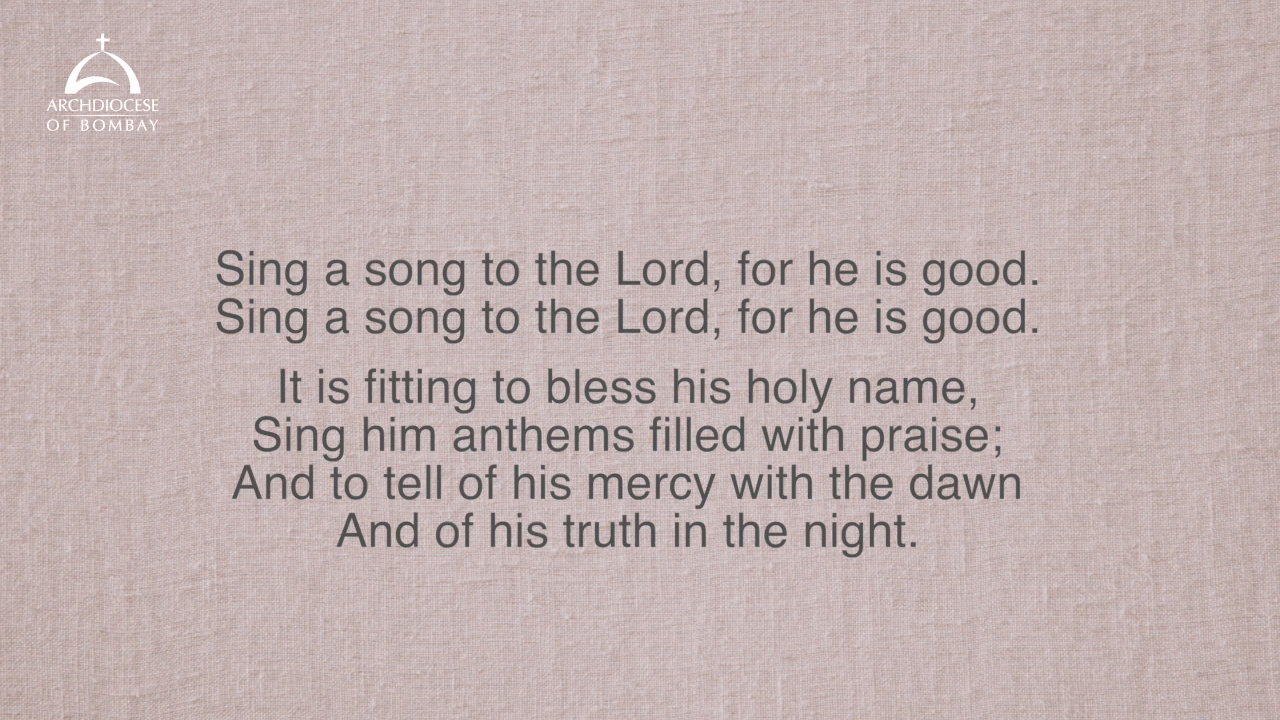 ARCHDIOCESE
OF BOMBAY
Sing a song to the Lord, for he is good.
Sing a song to the Lord, for he is good.
It is fitting to bless his holy name,
Sing him anthems filled with praise;
And to tell of his mercy with the dawn
And of his truth in the night.